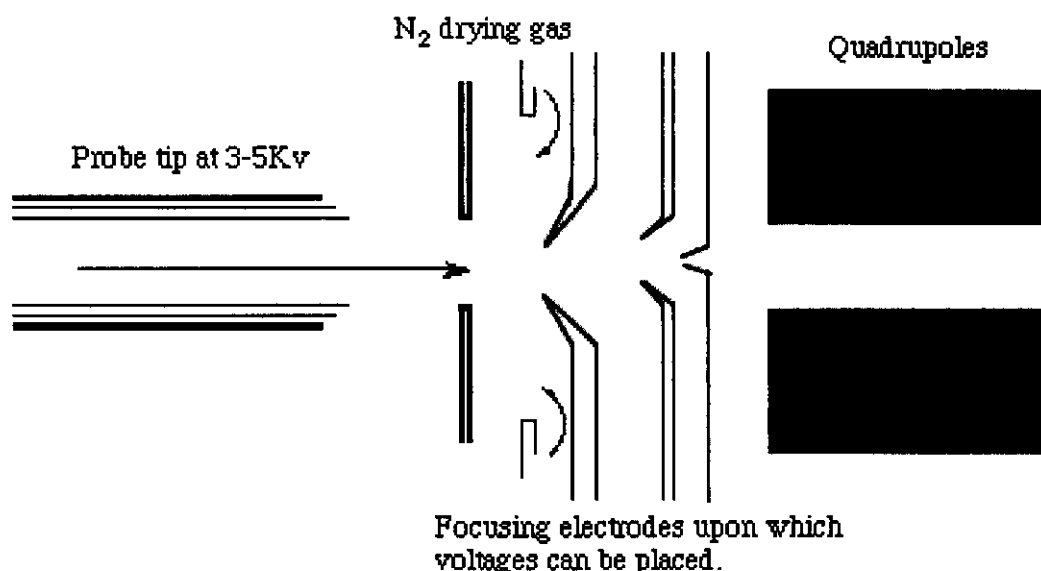 N₂ drying gas
Quadrupoles
Probe tip at 3-5Kv
Focusing electrodes upon which
voltages can be placed.